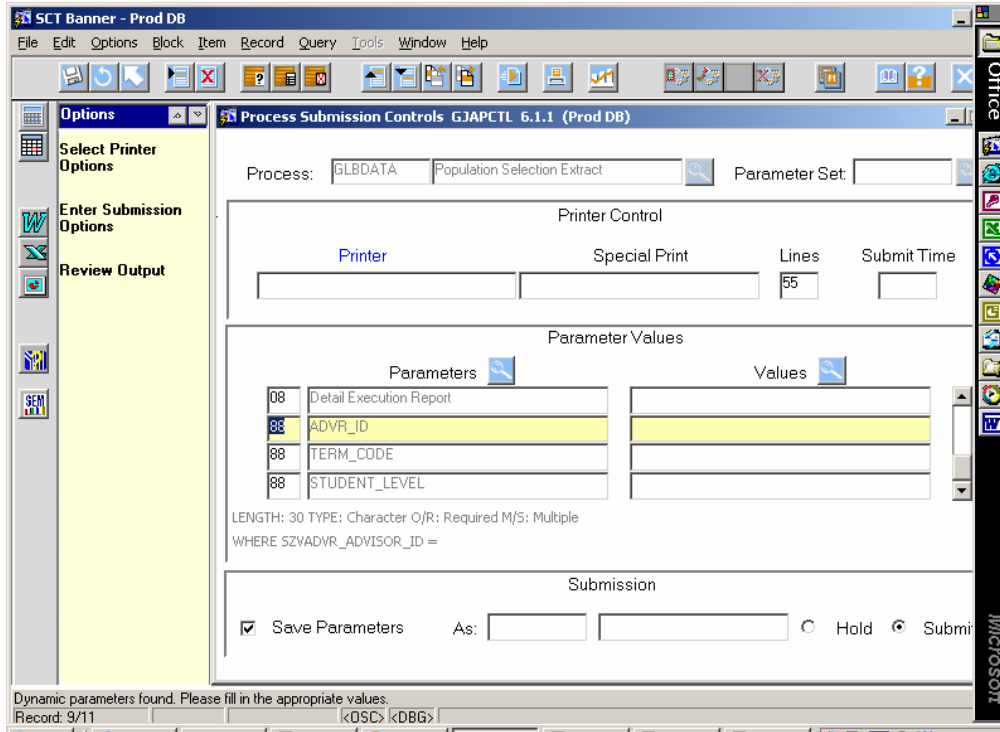 SCT Banner - Prod DB
File Edit Options Block Item Record Query Tools Window Help
Options
Select Printer
Options
Enter Submission
Options
Review Output
Process Submission Controls GJAPCTL 6.1.1 (Prod DB)
Process: GLBDATA Population Selection Extract Parameter Set:
Printer Control
Printer Special Print Lines Submit Time
55
Parameter Values
Parameters Values
08 Detail Execution Report
88 ADVR_ID
88 TERM_CODE
88 STUDENT_LEVEL
LENGTH: 30 TYPE: Character O/R: Required M/S: Multiple
WHERE SZVADVR_ADVISOR_ID =
Submission
Save Parameters As: Hold Submi
Dynamic parameters found. Please fill in the appropriate values.
Record: 9/11 <OSC> <DBG>
Office
Microsoft
SEM